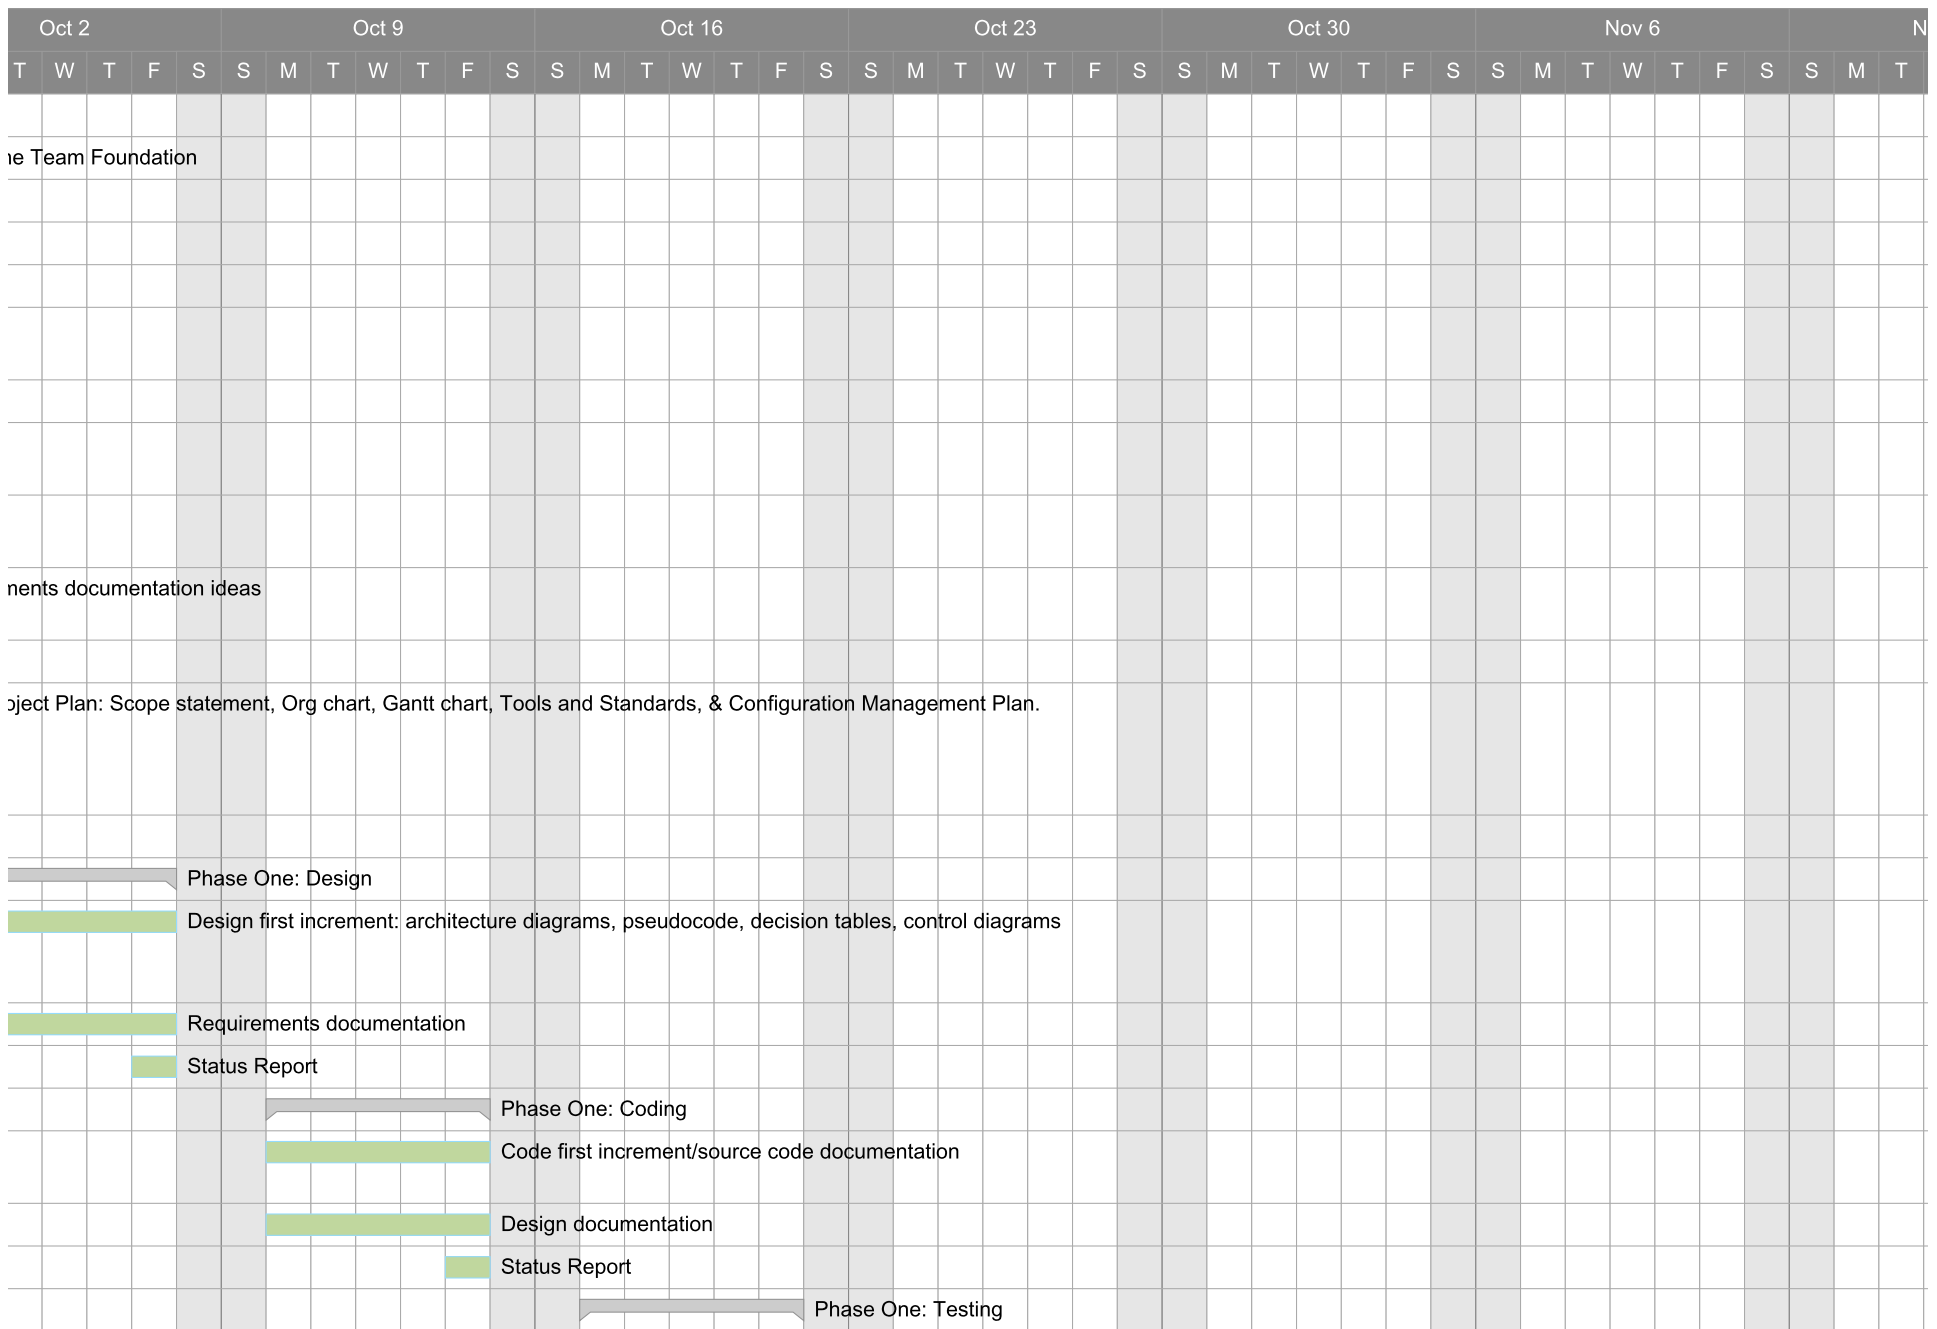 Oct 2 Oct 9 Oct 16 Oct 23 Oct 30 Nov 6 N
T W T F S S M T W T F S S M T W T F S S M T W T F S S M T W T F S S M T W T F S S M T
Team Foundation
documentation ideas
Plan: Scope statement, Org chart, Gantt chart, Tools and Standards, & Configuration Management Plan.
Phase One: Design
Design first increment: architecture diagrams, pseudocode, decision tables, control diagrams
Requirements documentation
Status Report
Phase One: Coding
Code first increment/source code documentation
Design documentation
Status Report
Phase One: Testing